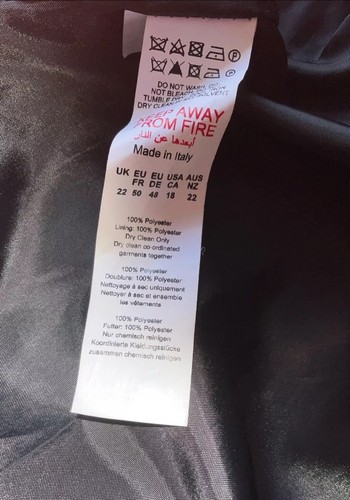 DO NOT
NOT BLEACH
TUMBLE
DRY CLEAN
KEEP AWAY
FROM FIRE
أبعدها عن النار
Made in Italy
UK EU EU USA AUS
FR DE CA NZ
22 50 48 18 22
100% Polyester
Lining: 100% Polyester
Dry Clean Only
Dry clean co-ordinated
garments together
100% Polyester
Doublure: 100% Polyester
Nettoyage à sec uniquement
Nettoyer à sec et ensemble
les vêtements
100% Polyester
Futter: 100% Polyester
Nur chemisch reinigen
Koordinierte Kleidungsstücke
zusammen chemisch reinigen